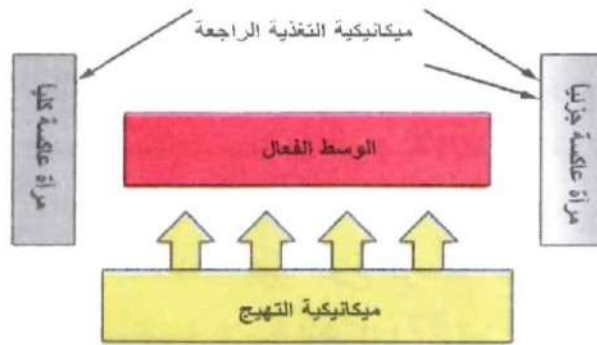 ميكانيكية التغذية الراجعة
مرآة عاكسة جزئيا
مرآة عاكسة كليا
الوسط الفعال
ميكانيكية التهيج